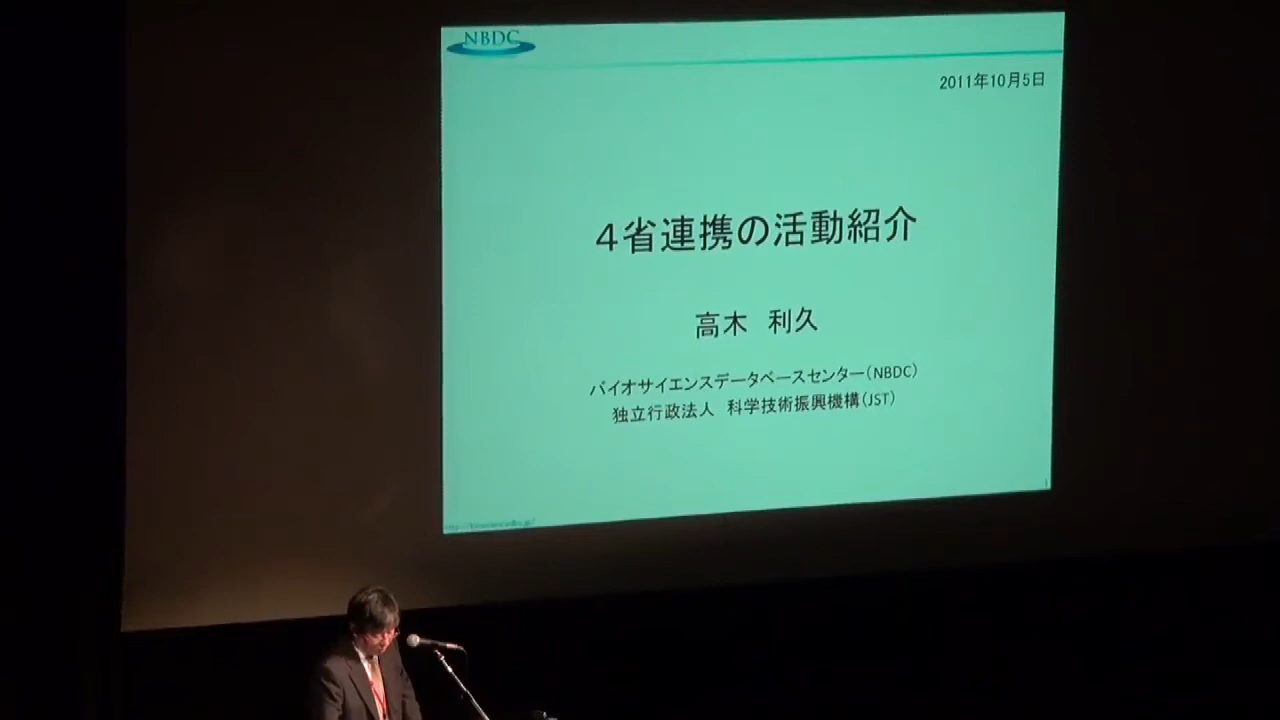 NBDC
2011年10月5日
4省連携の活動紹介
高木 利久
バイオサイエンスデータベースセンター(NBDC)
独立行政法人 科学技術振興機構(JST)